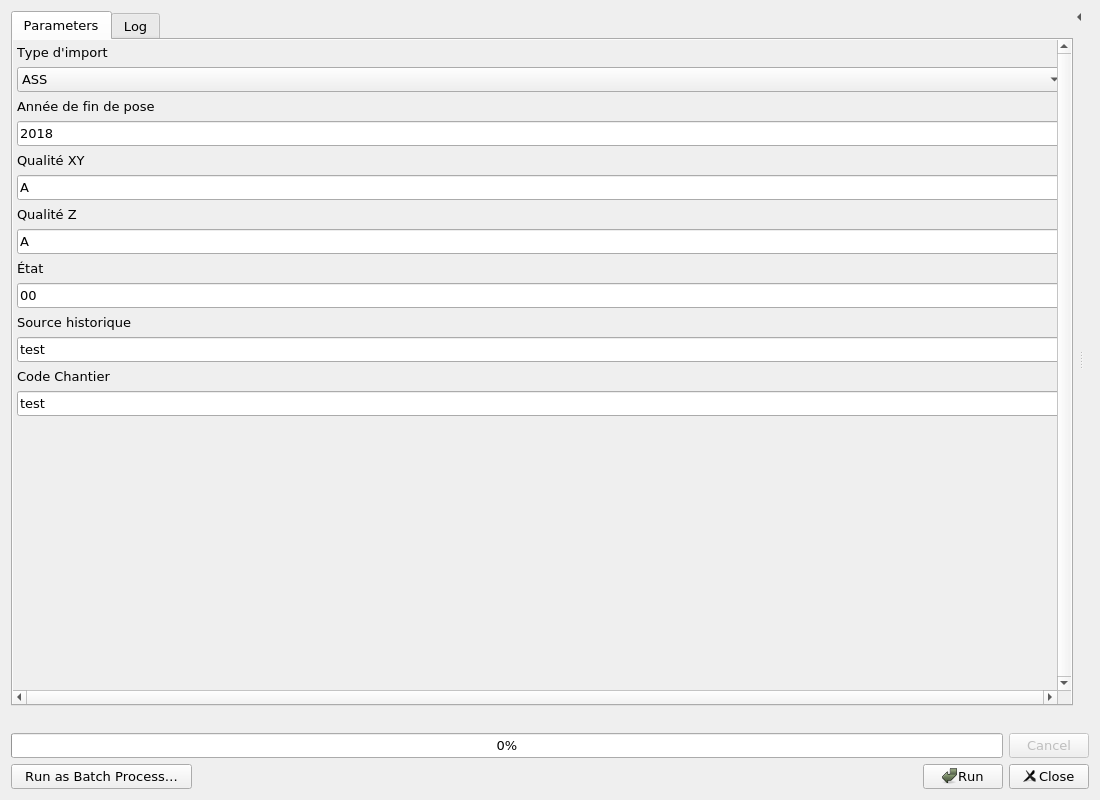 Parameters
Log
Type d'import
ASS
Année de fin de pose
2018
Qualité XY
A
Qualité Z
A
État
00
Source historique
test
Code Chantier
test
0%
Cancel
Run as Batch Process…
Run
Close